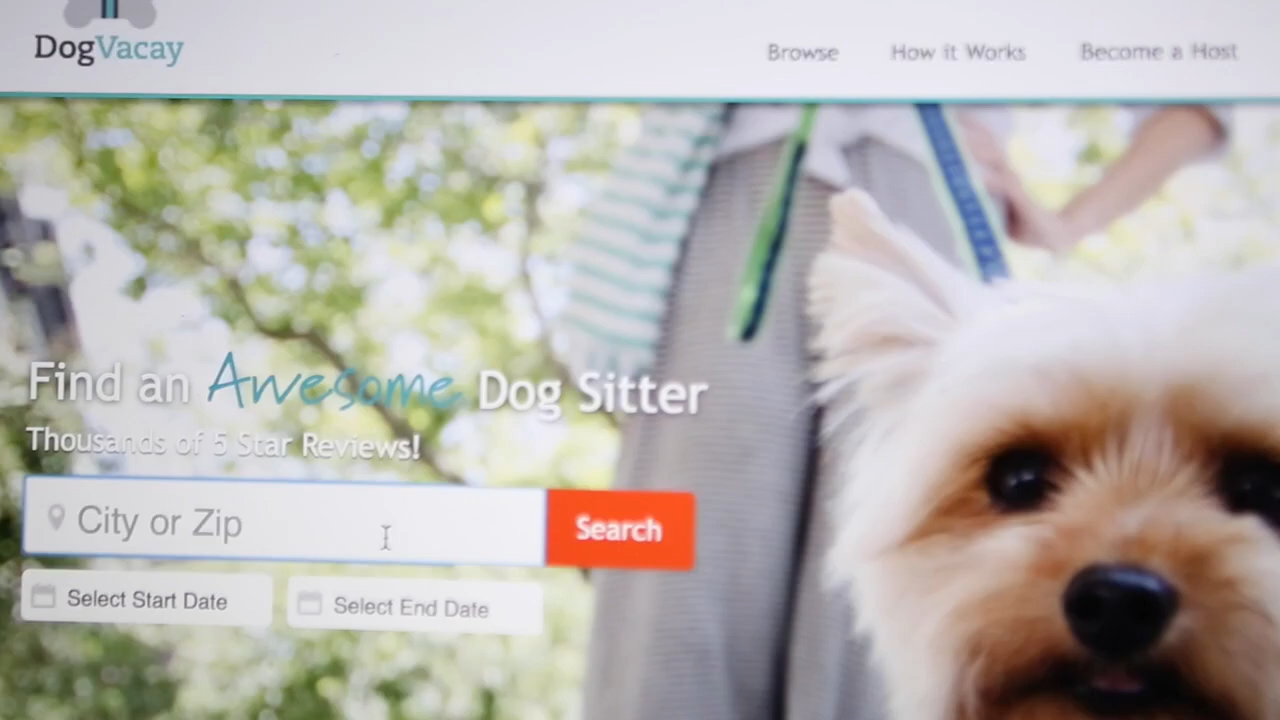 DogVacay
Browse
How it Works
Become a Host
Find an Awesome Dog Sitter
Thousands of 5 Star Reviews!
City or Zip
Search
Select Start Date
Select End Date